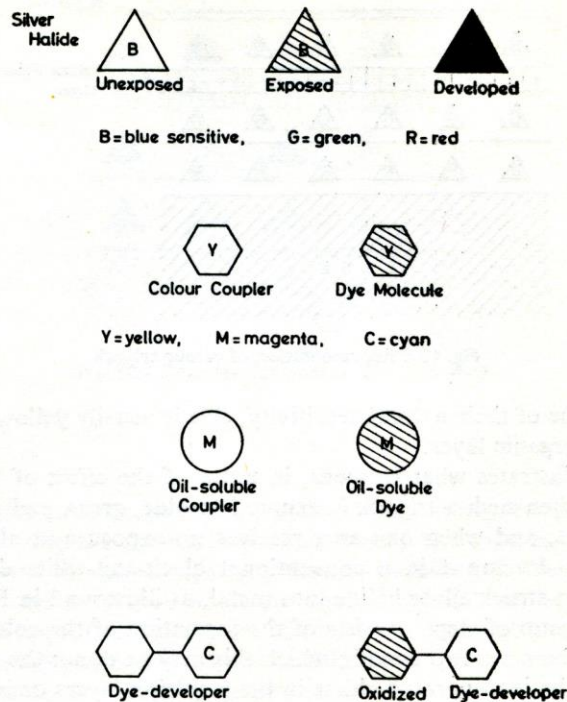 Silver
Halide
B B
Unexposed Exposed Developed
B = blue sensitive, G = green, R = red
Y Y
Colour Coupler Dye Molecule
Y = yellow, M = magenta, C = cyan
M M
Oil-soluble Oil-soluble
Coupler Dye
C C
Dye-developer Oxidized Dye-developer